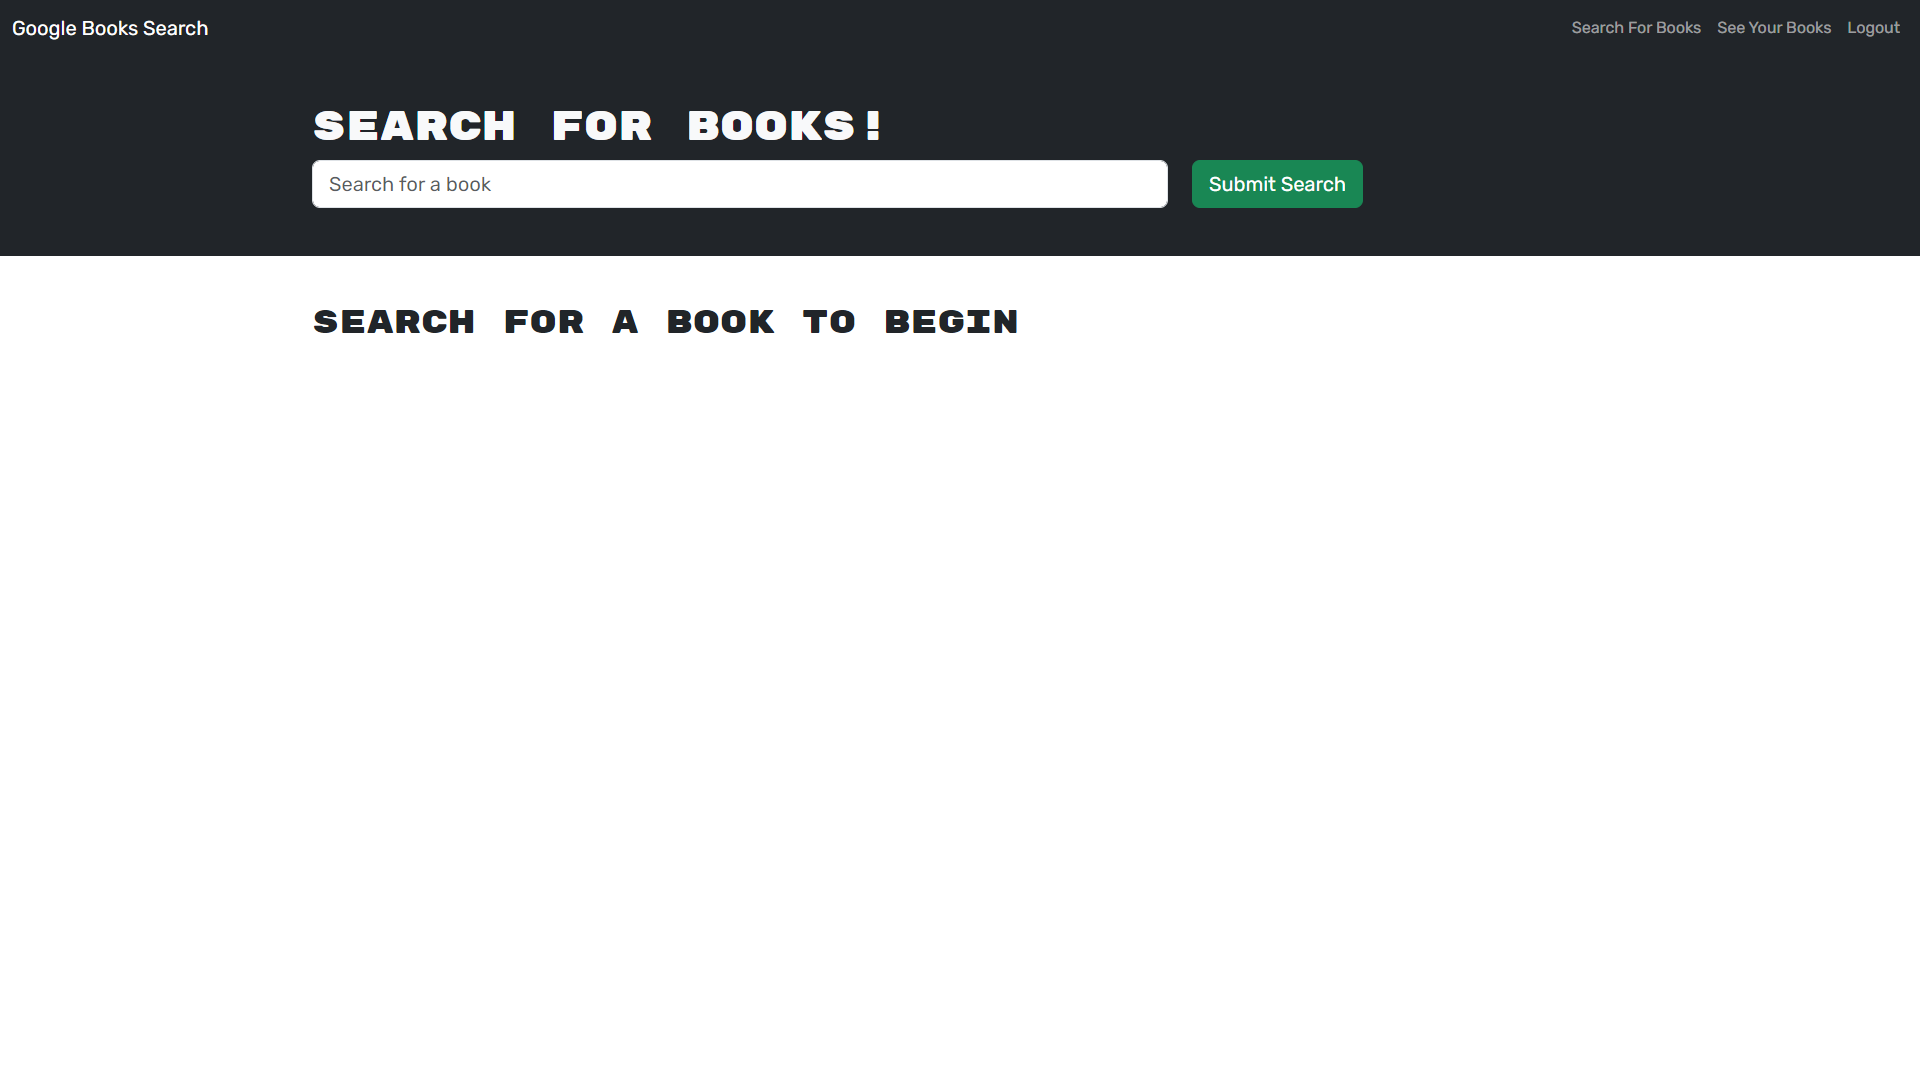 Google Books Search
Search For Books
See Your Books
Logout
SEARCH FOR BOOKS!
Search for a book
Submit Search
SEARCH FOR A BOOK TO BEGIN